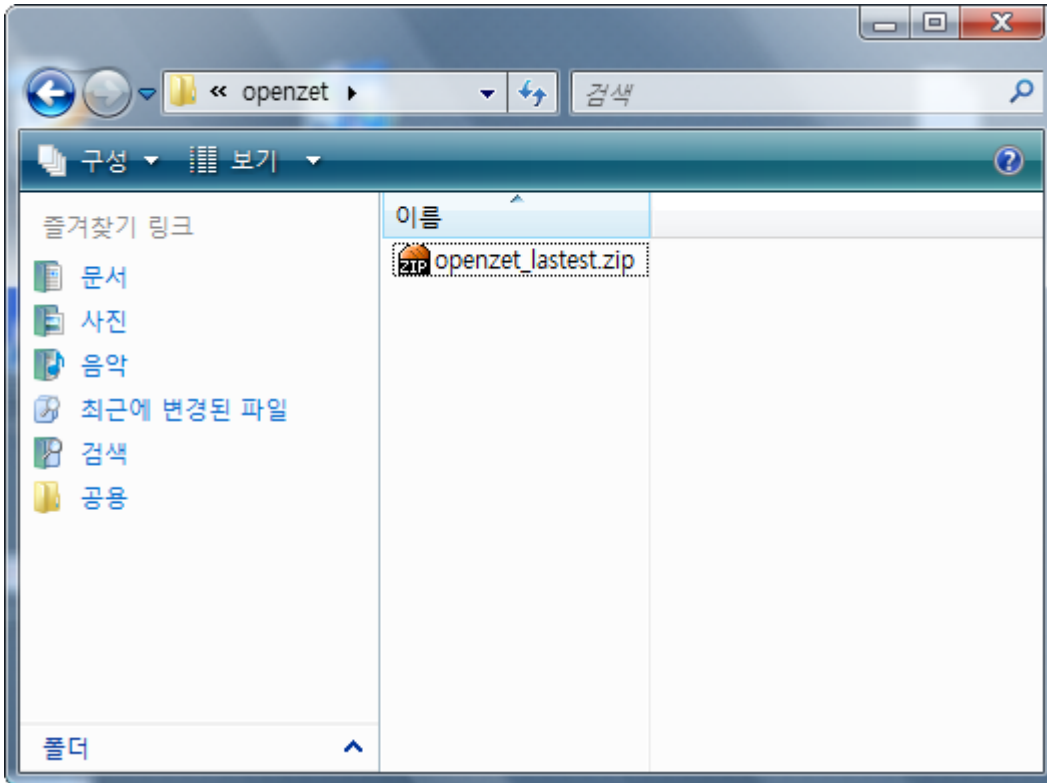 « openzet
검색
구성 보기
즐겨찾기 링크
이름
ZIP openzet_lastest.zip
문서
사진
음악
최근에 변경된 파일
검색
공용
폴더